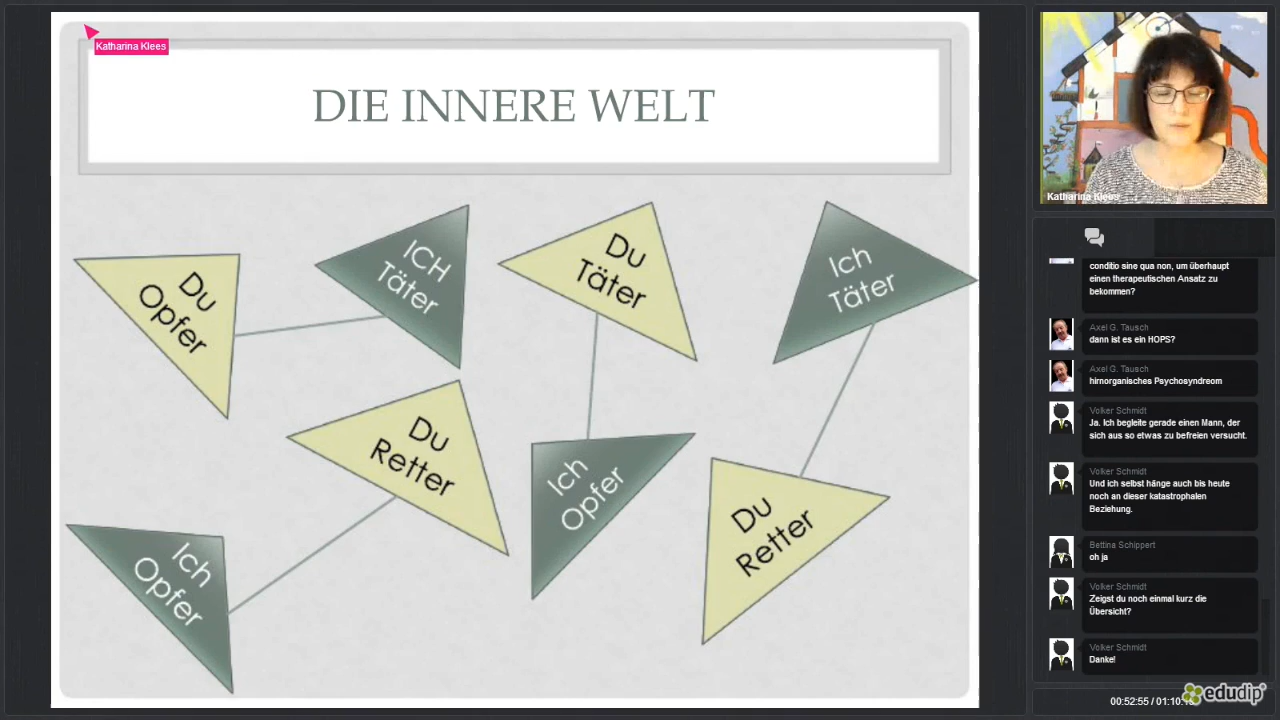 Katharina Klees
DIE INNERE WELT
Du
Opfer
ICH
Täter
Du
Täter
Ich
Täter
Du
Retter
Ich
Opfer
Du
Retter
Ich
Opfer
Katharina Klees
conditio sine qua non, um überhaupt
einen therapeutischen Ansatz zu
bekommen?
Axel G. Tausch
dann ist es ein HOPS?
Axel G. Tausch
hirnorganisches Psychosyndreom
Volker Schmidt
Ja. Ich begleite gerade einen Mann, der
sich aus so etwas zu befreien versucht.
Volker Schmidt
Und ich selbst hänge auch bis heute
noch an dieser katastrophalen
Beziehung.
Bettina Schippert
oh ja
Volker Schmidt
Zeigst du noch einmal kurz die
Übersicht?
Volker Schmidt
Danke!
00:52:55 /
edudip